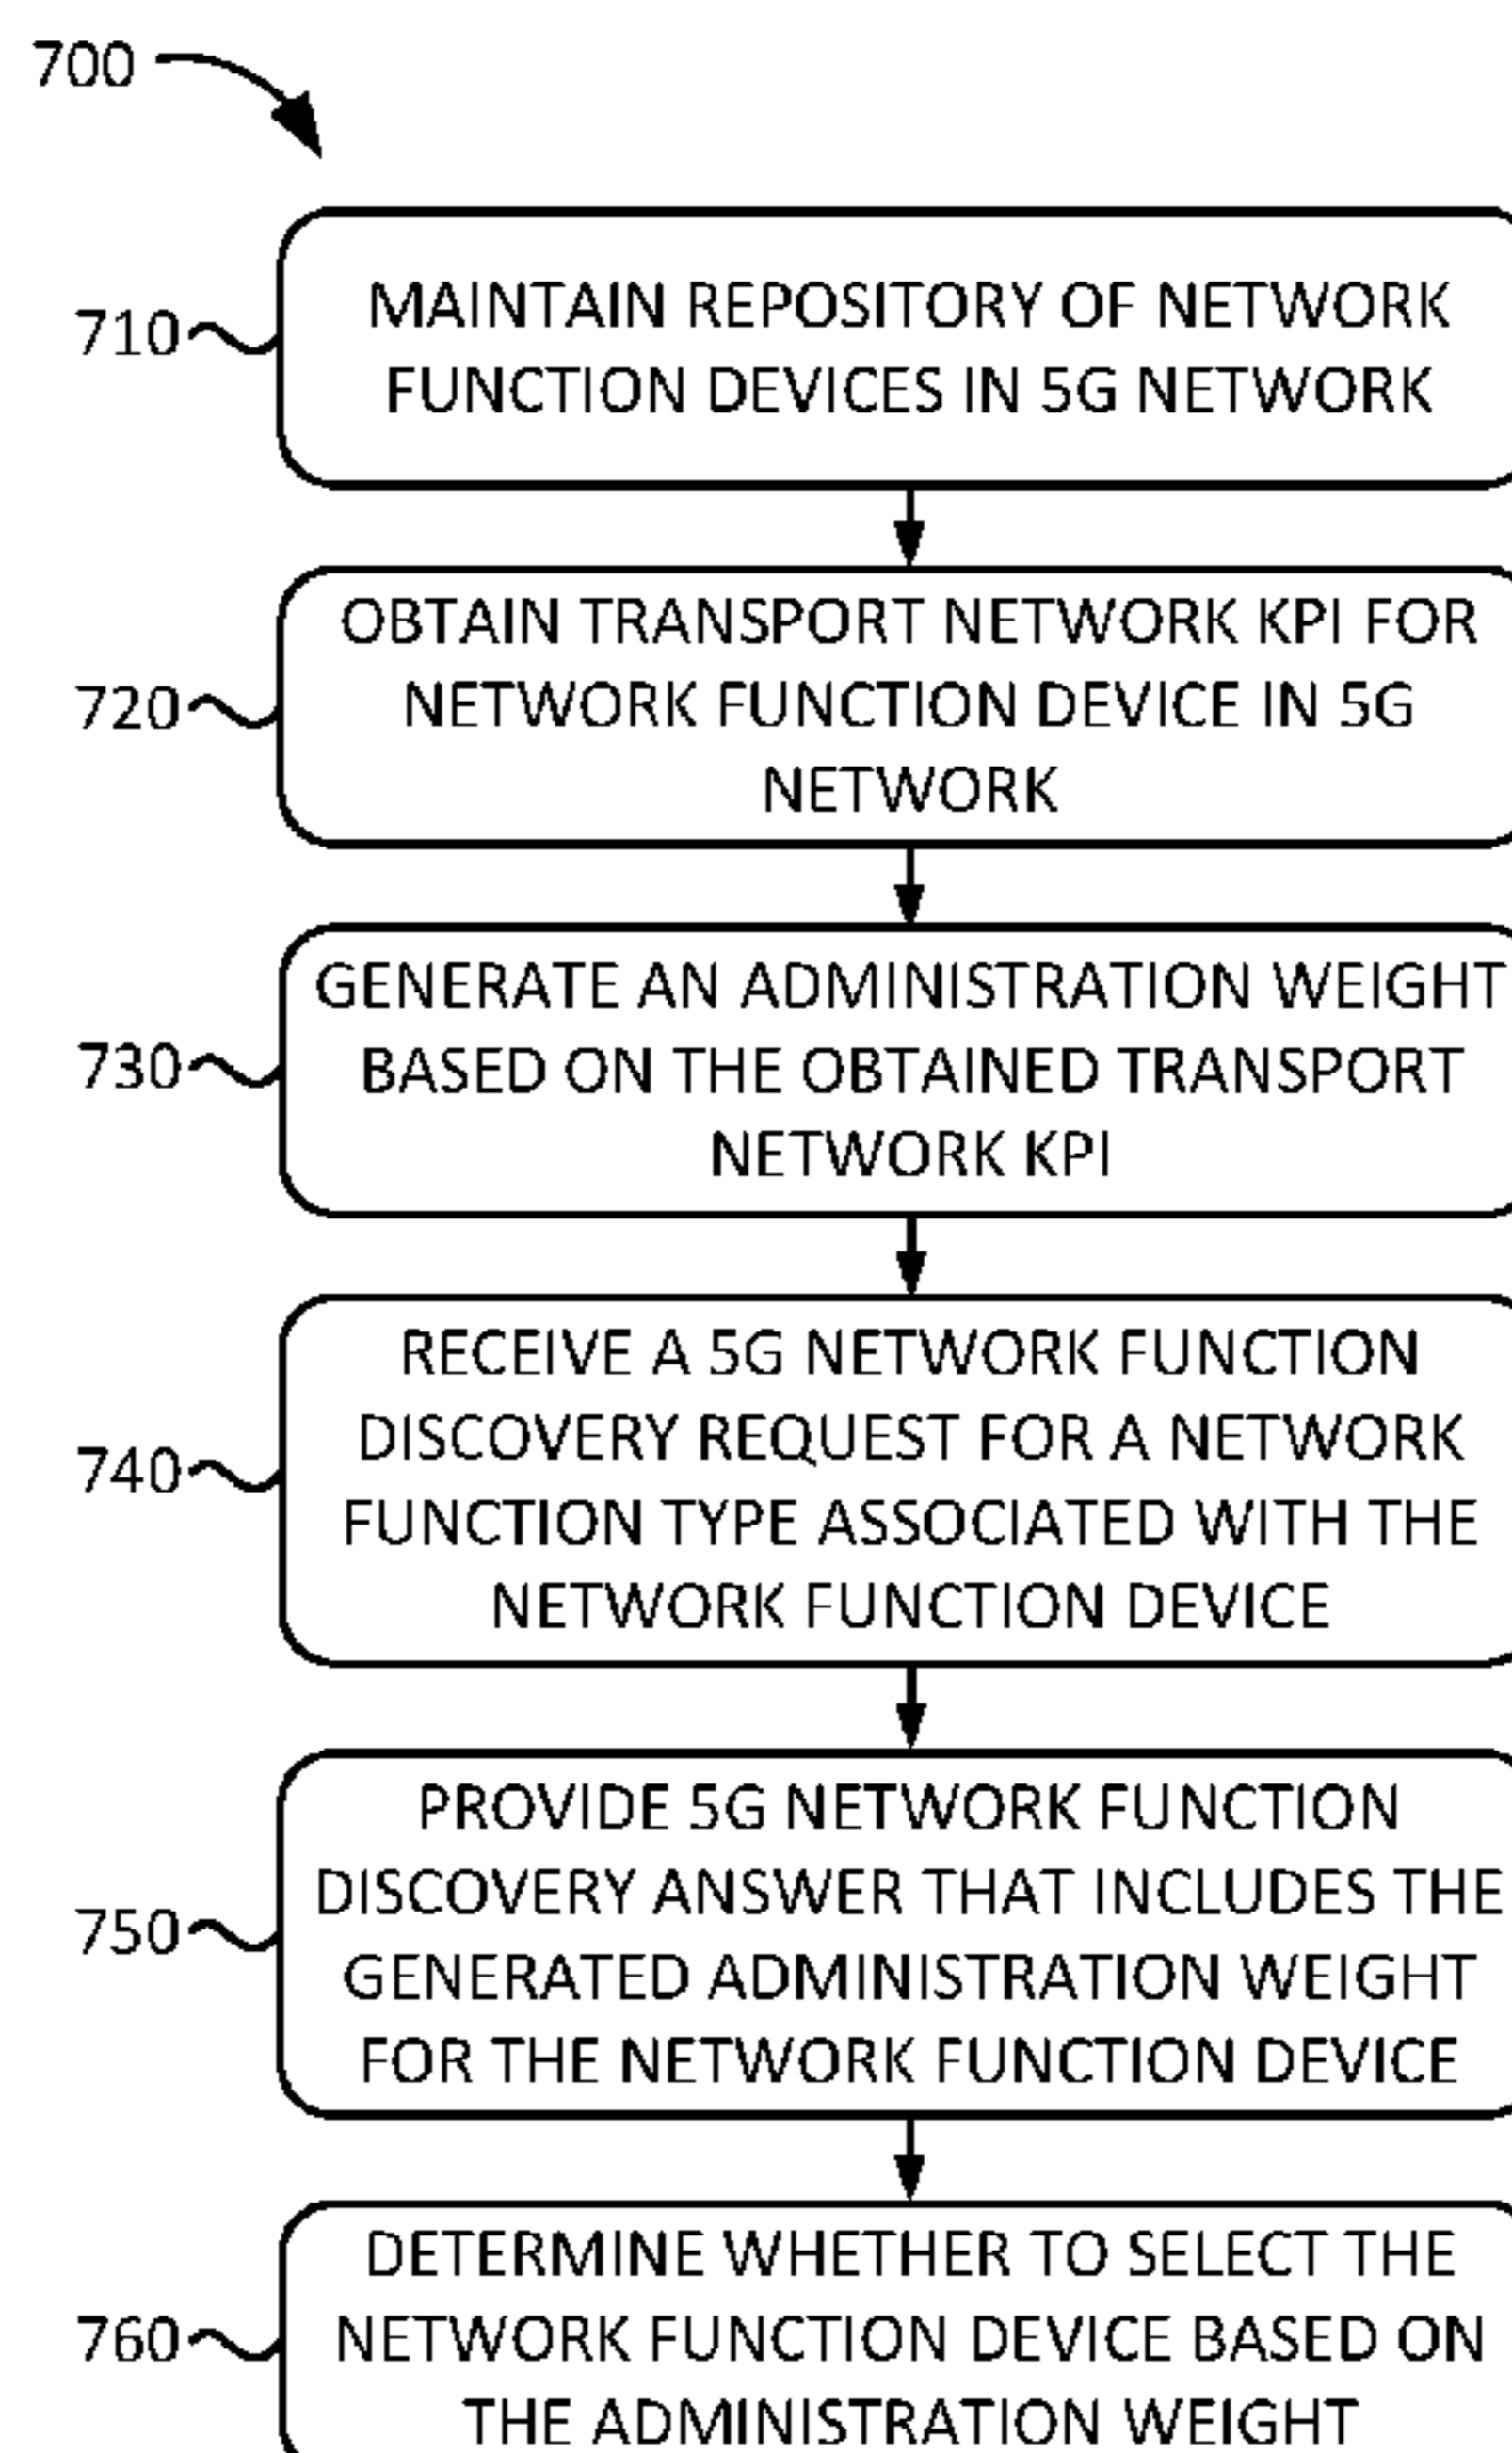 700
710
MAINTAIN REPOSITORY OF NETWORK
FUNCTION DEVICES IN 5G NETWORK
720
OBTAIN TRANSPORT NETWORK KPI FOR
NETWORK FUNCTION DEVICE IN 5G
NETWORK
730
GENERATE AN ADMINISTRATION WEIGHT
BASED ON THE OBTAINED TRANSPORT
NETWORK KPI
740
RECEIVE A 5G NETWORK FUNCTION
DISCOVERY REQUEST FOR A NETWORK
FUNCTION TYPE ASSOCIATED WITH THE
NETWORK FUNCTION DEVICE
750
PROVIDE 5G NETWORK FUNCTION
DISCOVERY ANSWER THAT INCLUDES THE
GENERATED ADMINISTRATION WEIGHT
FOR THE NETWORK FUNCTION DEVICE
760
DETERMINE WHETHER TO SELECT THE
NETWORK FUNCTION DEVICE BASED ON
THE ADMINISTRATION WEIGHT